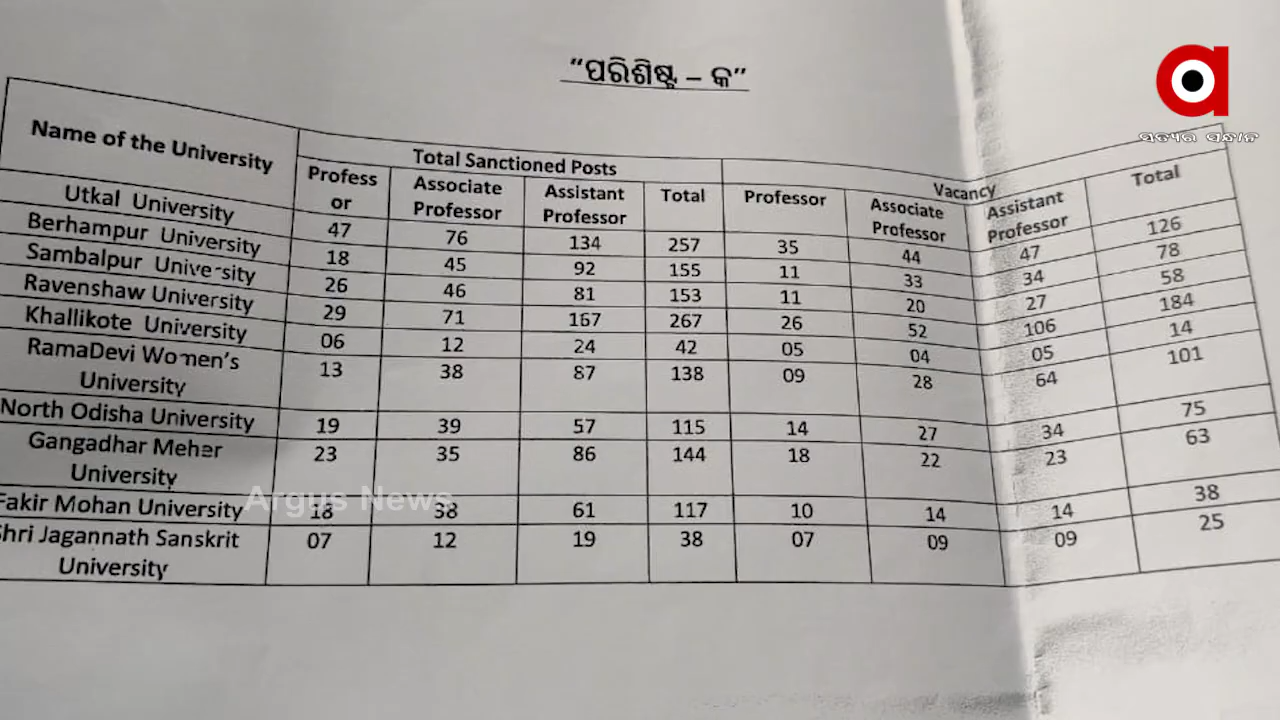 “ପରିଶିଷ୍ଟ – କ”
ସତ୍ୟର ସନ୍ଧାନ
Name of the University Total Sanctioned Posts Vacancy
Profess or Associate Professor Assistant Professor Total Professor Associate Professor Assistant Professor Total
Utkal University 47 76 134 257 35 44 47 126
Berhampur University 18 45 92 155 11 33 34 78
Sambalpur University 26 46 81 153 11 20 27 58
Ravenshaw University 29 71 167 267 26 52 106 184
Khallikote University 06 12 24 42 05 04 05 14
RamaDevi Women’s University 13 38 87 138 09 28 64 101
North Odisha University 19 39 57 115 14 27 34 75
Gangadhar Meher University 23 35 86 144 18 22 23 63
Fakir Mohan University 18 38 61 117 10 14 14 38
Shri Jagannath Sanskrit University 07 12 19 38 07 09 09 25
Argus News